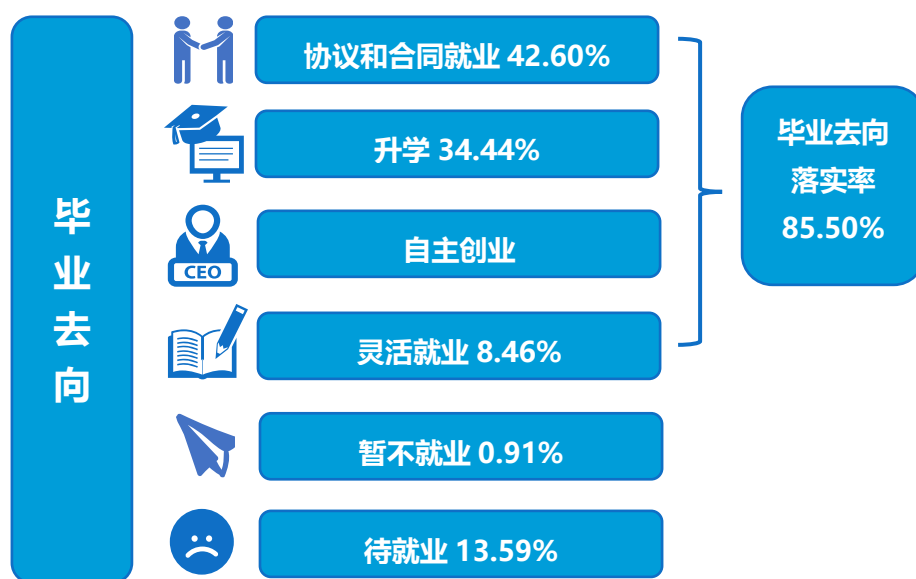 毕业去向
协议和合同就业 42.60%
升学 34.44%
CEO
自主创业
灵活就业 8.46%
暂不就业 0.91%
待就业 13.59%
毕业去向
落实率
85.50%